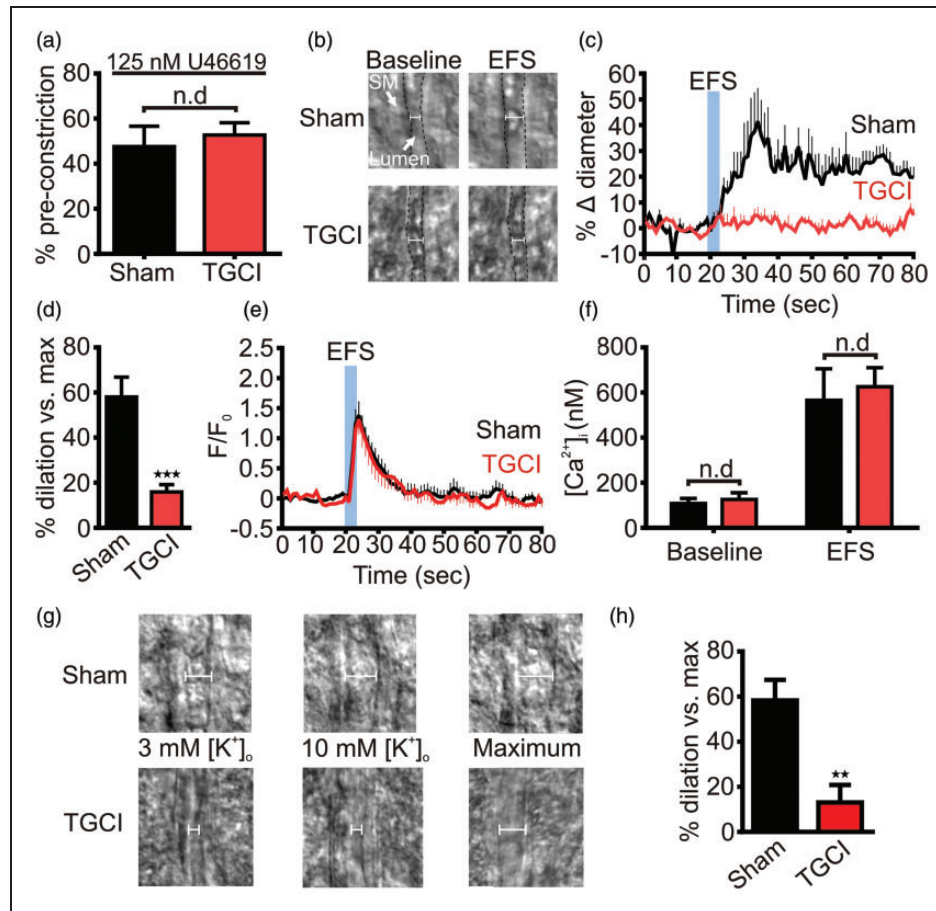 (a)
125 nM U46619
n.d
% pre-constriction
80
60
40
20
0
Sham
TGCI
(b)
Baseline
EFS
Sham
SM
Lumen
TGCI
(c)
EFS
Sham
TGCI
% Δ diameter
60
50
40
30
20
10
0
-10
0 10 20 30 40 50 60 70 80
Time (sec)
(d)
% dilation vs. max
80
60
40
20
0
★★★
Sham
TGCI
(e)
EFS
Sham
TGCI
F/F₀
2.5
2.0
1.5
1.0
0.5
0
-0.5
0 10 20 30 40 50 60 70 80
Time (sec)
(f)
[Ca²⁺]ᵢ (nM)
800
600
400
200
0
n.d
n.d
Baseline
EFS
(g)
Sham
3 mM [K⁺]ₒ
10 mM [K⁺]ₒ
Maximum
TGCI
(h)
% dilation vs. max
80
60
40
20
0
★★
Sham
TGCI